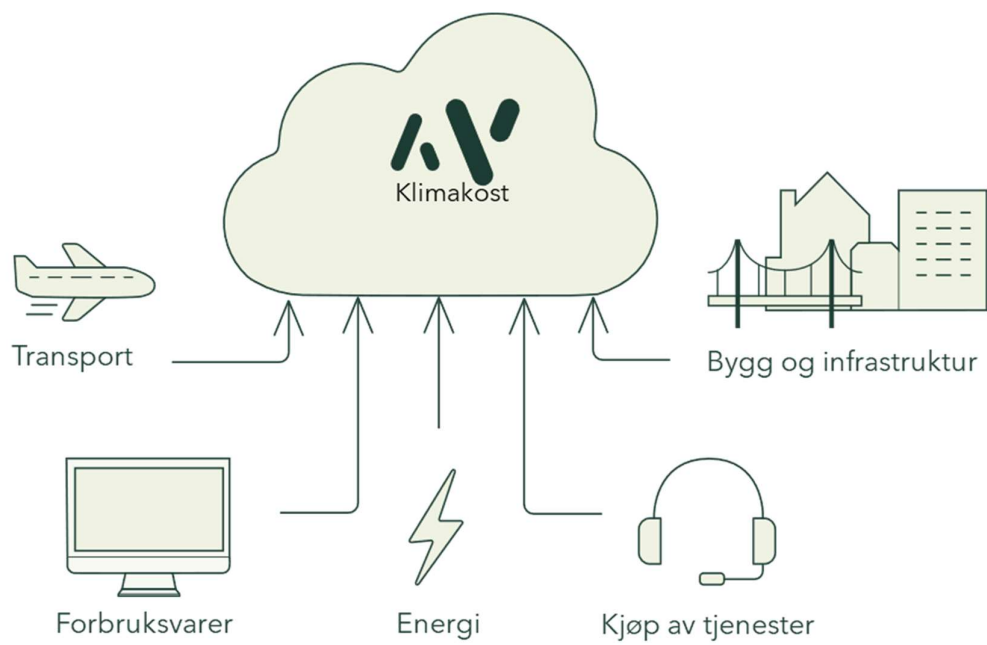 Klimakost
Transport
Bygg og infrastruktur
Forbruksvarer
Energi
Kjøp av tjenester